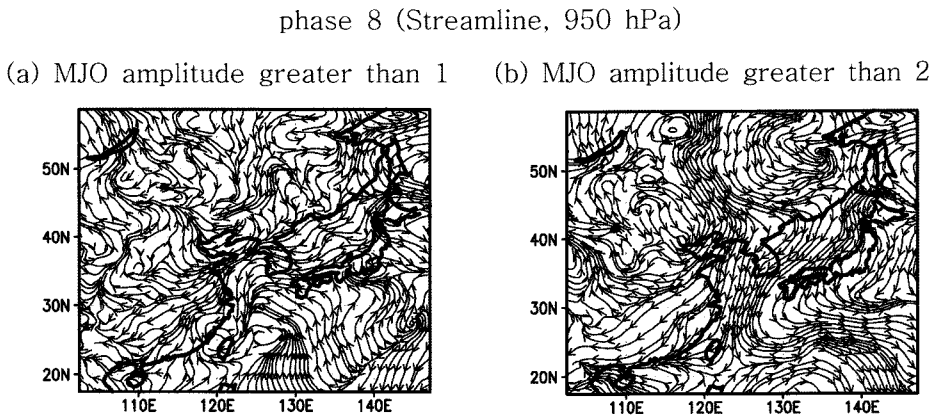 phase 8 (Streamline, 950 hPa)
(a) MJO amplitude greater than 1
(b) MJO amplitude greater than 2
50N
40N
30N
20N
110E 120E 130E 140E
50N
40N
30N
20N
110E 120E 130E 140E